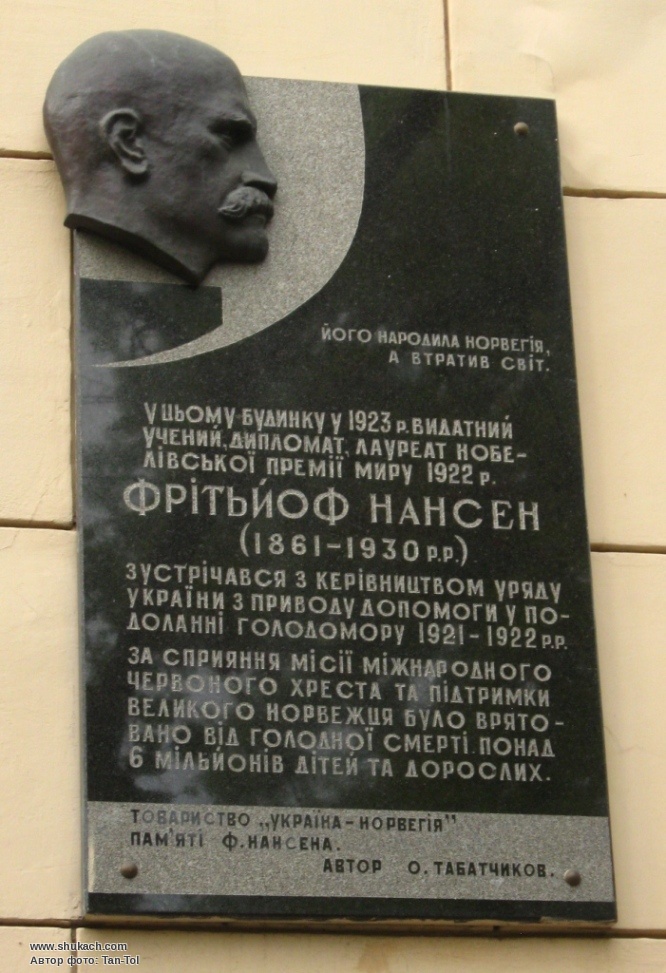 ЙОГО НАРОДИЛА НОРВЕГІЯ,
А ВТРАТИВ СВІТ.
У ЦЬОМУ БУДИНКУ У 1923 р. ВИДАТНИЙ
УЧЕНИЙ, ДИПЛОМАТ, ЛАУРЕАТ НОБЕ-
ЛІВСЬКОЇ ПРЕМІЇ МИРУ 1922 р.
ФРІТЬЙОФ НАНСЕН
(1861-1930 р.р.)
ЗУСТРІЧАВСЯ З КЕРІВНИЦТВОМ УРЯДУ
УКРАЇНИ З ПРИВОДУ ДОПОМОГИ У ПО-
ДОЛАННІ ГОЛОДОМОРУ 1921-1922 р.р.
ЗА СПРИЯННЯ МІСІЇ МІЖНАРОДНОГО
ЧЕРВОНОГО ХРЕСТА ТА ПІДТРИМКИ
ВЕЛИКОГО НОРВЕЖЦЯ БУЛО ВРЯТО-
ВАНО ВІД ГОЛОДНОЇ СМЕРТІ ПОНАД
6 МІЛЬЙОНІВ ДІТЕЙ ТА ДОРОСЛИХ.
ТОВАРИСТВО „УКРАЇНА-НОРВЕГІЯ"
ПАМ'ЯТІ Ф. НАНСЕНА.
АВТОР О. ТАБАТЧИКОВ.
www.shukach.com
Автор фото: Tan-Tol